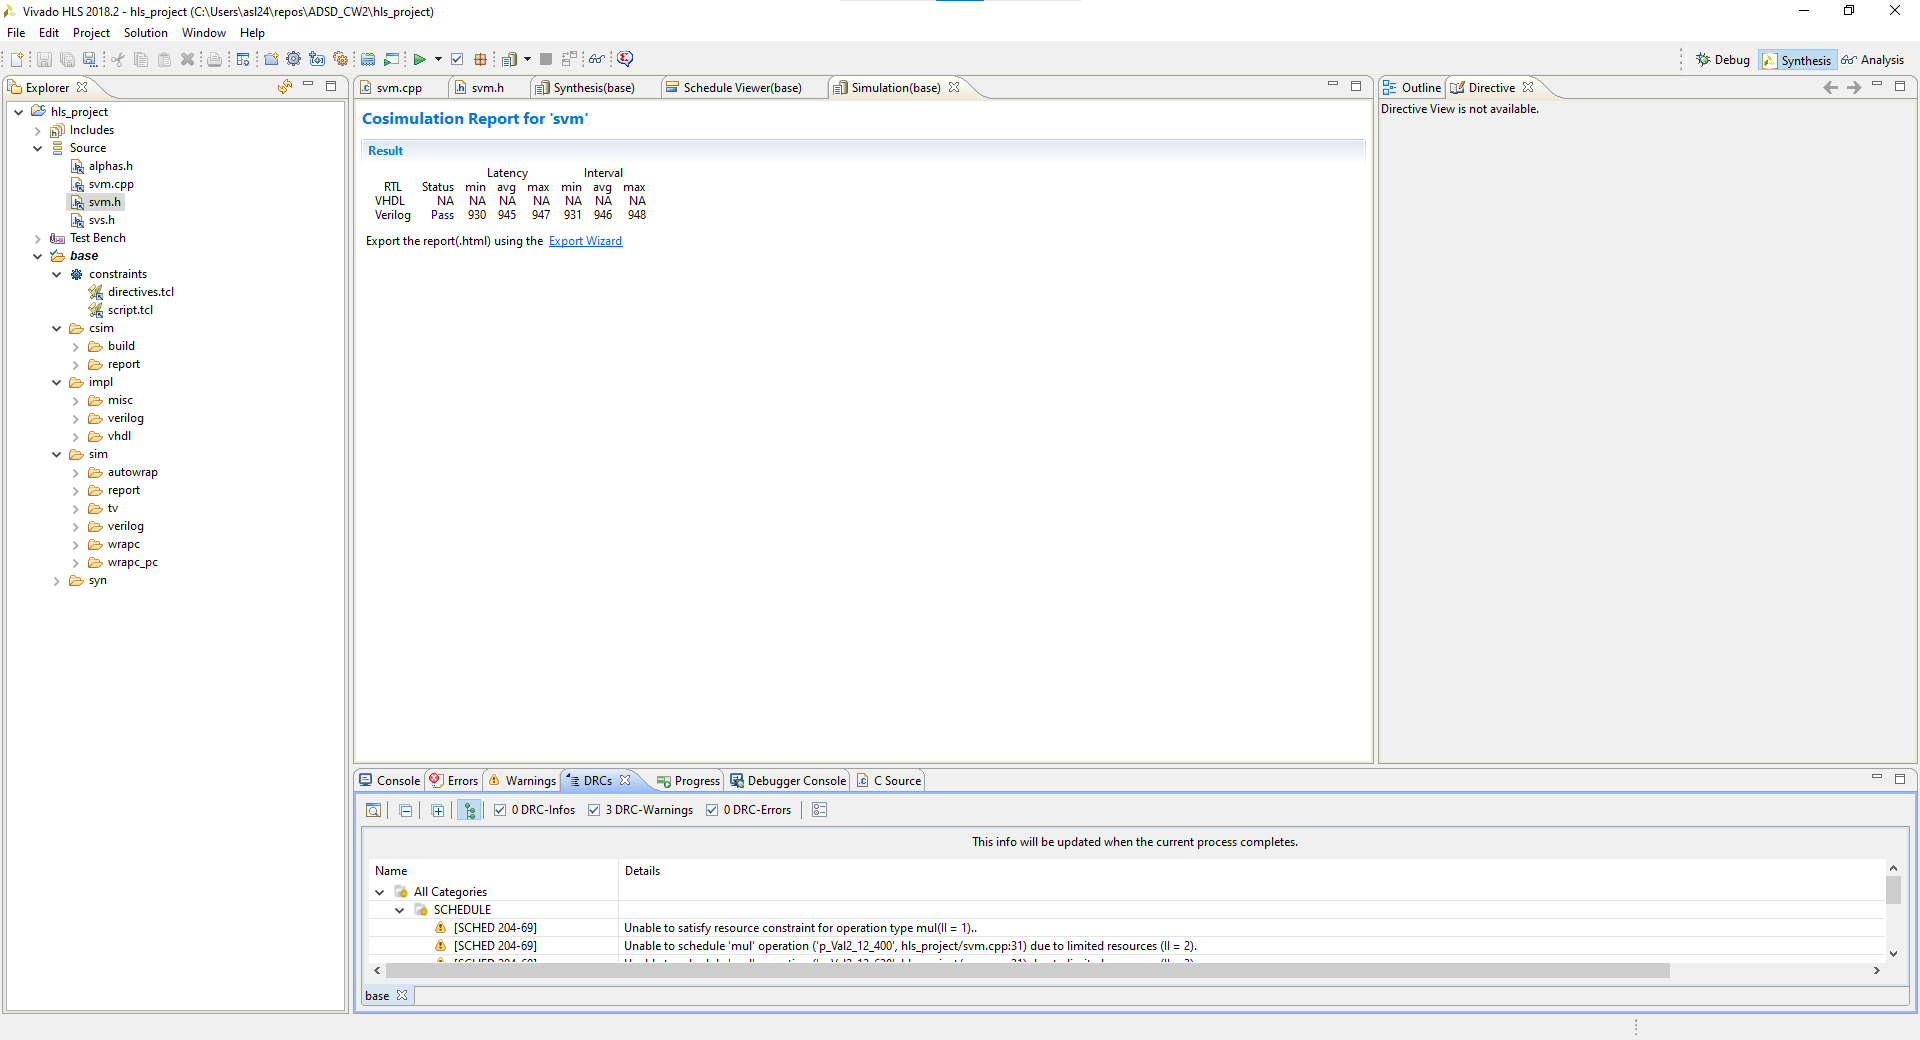 Vivado HLS 2018.2 - hls_project (C:\Users\asl24\repos\ADSD_CW2\hls_project)
File Edit Project Solution Window Help
Debug Synthesis Analysis
Explorer
hls_project
Includes
Source
alphas.h
svm.cpp
svm.h
svs.h
Test Bench
base
constraints
directives.tcl
script.tcl
csim
build
report
impl
misc
verilog
vhdl
sim
autowrap
report
tv
verilog
wrapc
wrapc_pc
syn
svm.cpp svm.h Synthesis(base) Schedule Viewer(base) Simulation(base)
Cosimulation Report for 'svm'
Result
Latency Interval
RTL Status min avg max min avg max
VHDL NA NA NA NA NA NA NA
Verilog Pass 930 945 947 931 946 948
Export the report(.html) using the Export Wizard
Outline Directive
Directive View is not available.
Console Errors Warnings DRCs Progress Debugger Console C Source
0 DRC-Infos 3 DRC-Warnings 0 DRC-Errors
This info will be updated when the current process completes.
Name Details
All Categories
SCHEDULE
[SCHED 204-69] Unable to satisfy resource constraint for operation type mul(II = 1)..
[SCHED 204-69] Unable to schedule 'mul' operation ('p_Val2_12_400', hls_project/svm.cpp:31) due to limited resources (II = 2).
base